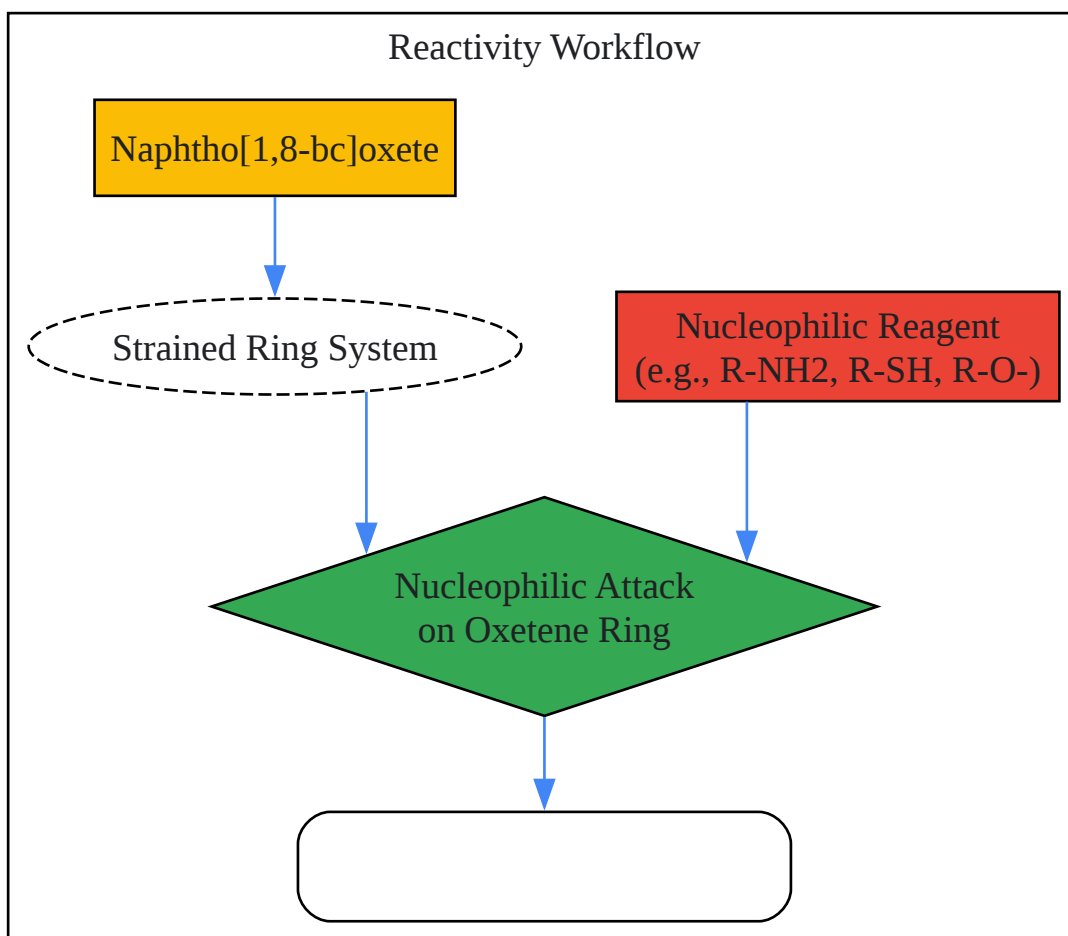 Reactivity Workflow
Naphtho[1,8-bc]oxete
Strained Ring System
Nucleophilic Reagent
(e.g., R-NH2, R-SH, R-O-)
Nucleophilic Attack
on Oxetene Ring